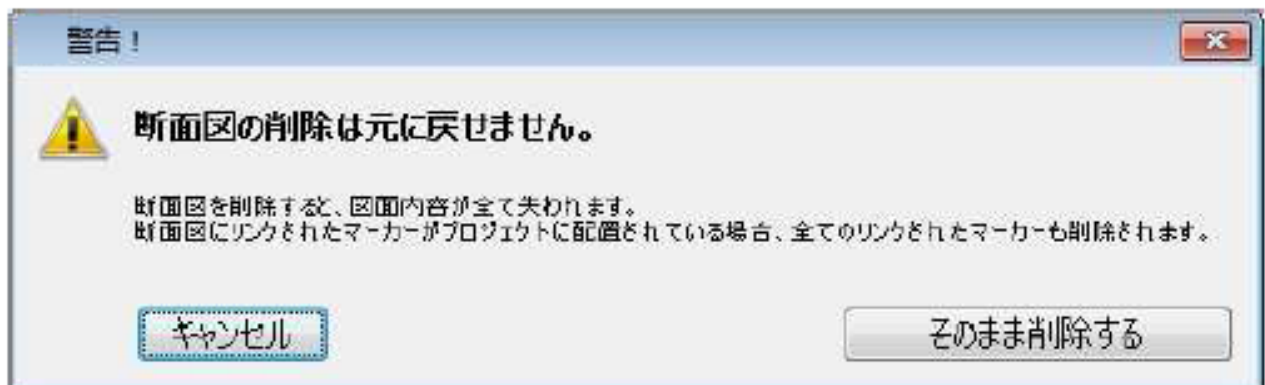 警告！
断面図の削除は元に戻せません。
断面図を削除すると、図面内容が全て失われます。
断面図にリンクされたマーカーがプロジェクトに配置されている場合、全てのリンクされたマーカーも削除されます。
キャンセル
そのまま削除する